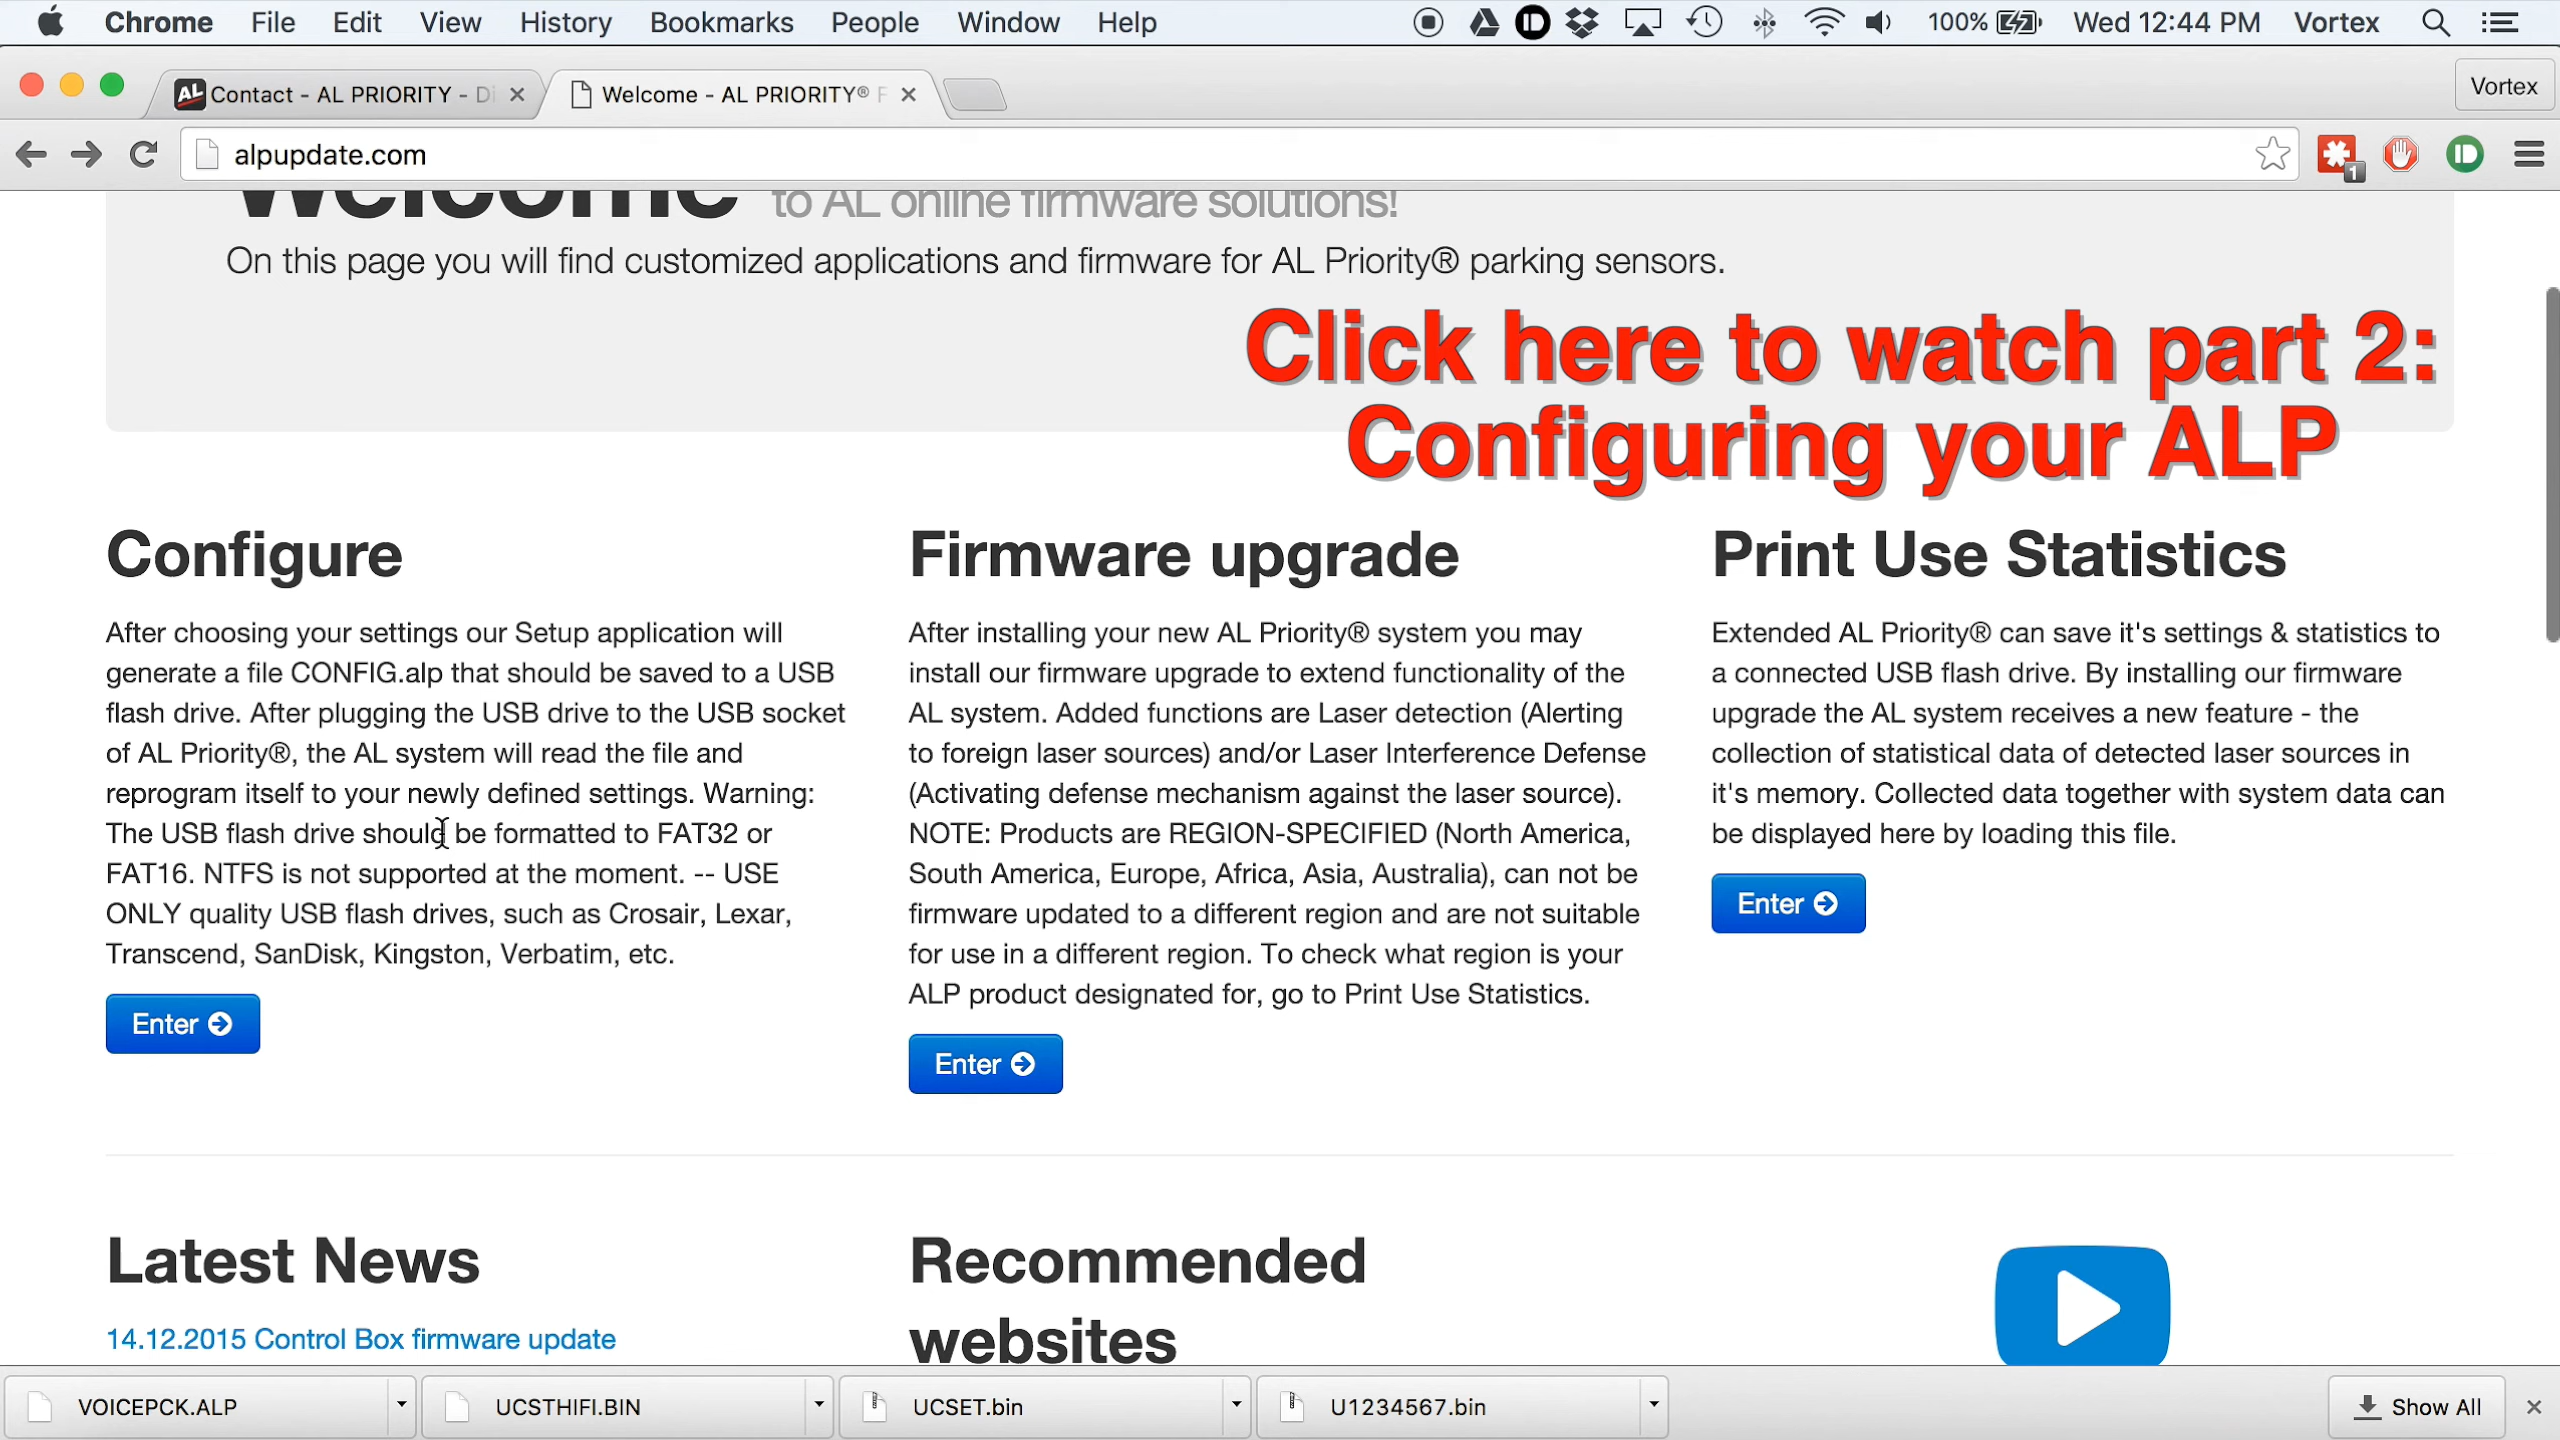 Chrome File Edit View History Bookmarks People Window Help 100% Wed 12:44 PM Vortex
Contact - AL PRIORITY - Di Welcome - AL PRIORITY® F Vortex
alpupdate.com 1
Welcome to AL online firmware solutions!
On this page you will find customized applications and firmware for AL Priority® parking sensors.
Click here to watch part 2:
Configuring your ALP
Configure
After choosing your settings our Setup application will
generate a file CONFIG.alp that should be saved to a USB
flash drive. After plugging the USB drive to the USB socket
of AL Priority®, the AL system will read the file and
reprogram itself to your newly defined settings. Warning:
The USB flash drive should be formatted to FAT32 or
FAT16. NTFS is not supported at the moment. -- USE
ONLY quality USB flash drives, such as Crosair, Lexar,
Transcend, SanDisk, Kingston, Verbatim, etc.
Enter
Firmware upgrade
After installing your new AL Priority® system you may
install our firmware upgrade to extend functionality of the
AL system. Added functions are Laser detection (Alerting
to foreign laser sources) and/or Laser Interference Defense
(Activating defense mechanism against the laser source).
NOTE: Products are REGION-SPECIFIED (North America,
South America, Europe, Africa, Asia, Australia), can not be
firmware updated to a different region and are not suitable
for use in a different region. To check what region is your
ALP product designated for, go to Print Use Statistics.
Enter
Print Use Statistics
Extended AL Priority® can save it's settings & statistics to
a connected USB flash drive. By installing our firmware
upgrade the AL system receives a new feature - the
collection of statistical data of detected laser sources in
it's memory. Collected data together with system data can
be displayed here by loading this file.
Enter
Latest News
14.12.2015 Control Box firmware update
Recommended
websites
VOICEPCK.ALP UCSTHIFI.BIN UCSET.bin U1234567.bin Show All